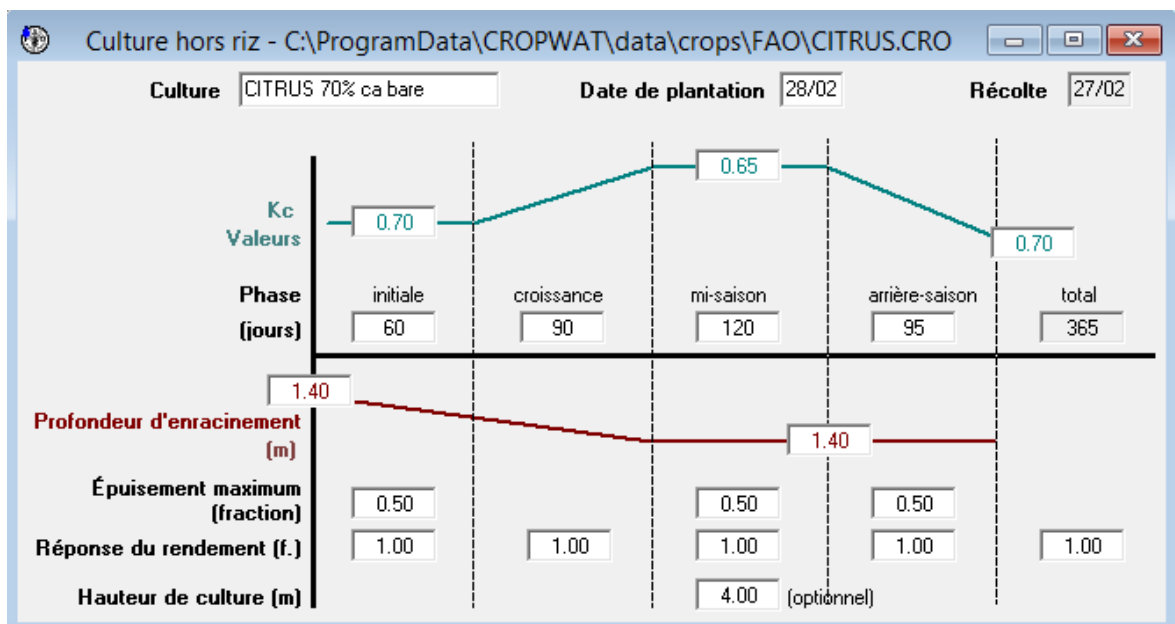 Culture hors riz - C:\ProgramData\CROPWAT\data\crops\FAO\CITRUS.CRO
Culture CITRUS 70% ca bare Date de plantation 28/02 Récolte 27/02
0.65
Kc 
Valeurs
0.70
0.70
Phase initiale croissance mi-saison arrière-saison total
(jours) 60 90 120 95 365
1.40
Profondeur d'enracinement
(m)
1.40
Épuisement maximum
(fraction) 0.50 0.50 0.50
Réponse du rendement (f.) 1.00 1.00 1.00 1.00 1.00
Hauteur de culture (m) 4.00 (optionnel)